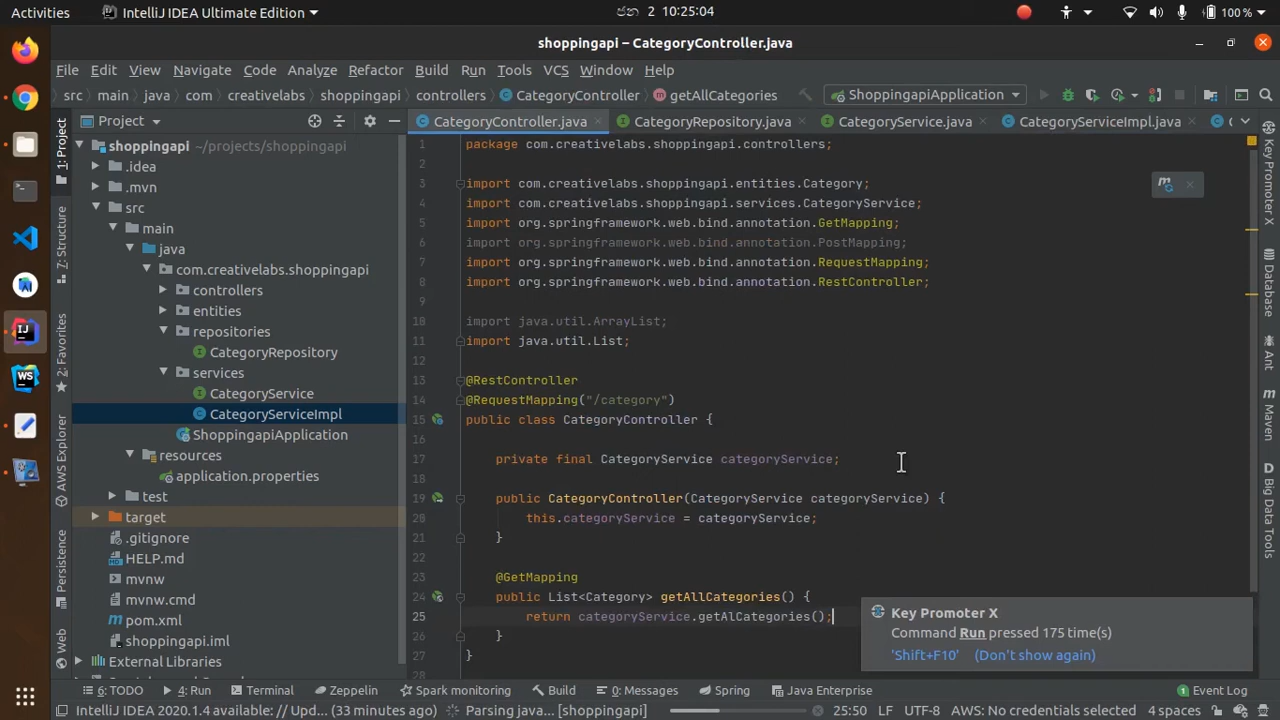 Activities
IntelliJ IDEA Ultimate Edition
ජන 2 10:25:04
100 %
shoppingapi – CategoryController.java
File Edit View Navigate Code Analyze Refactor Build Run Tools VCS Window Help
src main java com creativelabs shoppingapi controllers CategoryController getAllCategories ShoppingapiApplication
1: Project
7: Structure
2: Favorites
AWS Explorer
Persistence
Web
Project
shoppingapi ~/projects/shoppingapi
.idea
.mvn
src
main
java
com.creativelabs.shoppingapi
controllers
entities
repositories
CategoryRepository
services
CategoryService
CategoryServiceImpl
ShoppingapiApplication
resources
application.properties
test
target
.gitignore
HELP.md
mvnw
mvnw.cmd
pom.xml
shoppingapi.iml
External Libraries
CategoryController.java CategoryRepository.java CategoryService.java CategoryServiceImpl.java
1 package com.creativelabs.shoppingapi.controllers;
2
3 import com.creativelabs.shoppingapi.entities.Category;
4 import com.creativelabs.shoppingapi.services.CategoryService;
5 import org.springframework.web.bind.annotation.GetMapping;
6 import org.springframework.web.bind.annotation.PostMapping;
7 import org.springframework.web.bind.annotation.RequestMapping;
8 import org.springframework.web.bind.annotation.RestController;
9
10 import java.util.ArrayList;
11 import java.util.List;
12
13 @RestController
14 @RequestMapping("/category")
15 public class CategoryController {
16
17 private final CategoryService categoryService;
18
19 public CategoryController(CategoryService categoryService) {
20 this.categoryService = categoryService;
21 }
22
23 @GetMapping
24 public List<Category> getAllCategories() {
25 return categoryService.getAlCategories();
26 }
27 }
28
Key Promoter X
Command Run pressed 175 time(s)
'Shift+F10' (Don't show again)
Key Promoter X
Database
Ant
Maven
Big Data Tools
6: TODO 4: Run Terminal Zeppelin Spark monitoring Build 0: Messages Spring Java Enterprise 1 Event Log
IntelliJ IDEA 2020.1.4 available: // Upd... (33 minutes ago) Parsing java... [shoppingapi] 25:50 LF UTF-8 AWS: No credentials selected 4 spaces